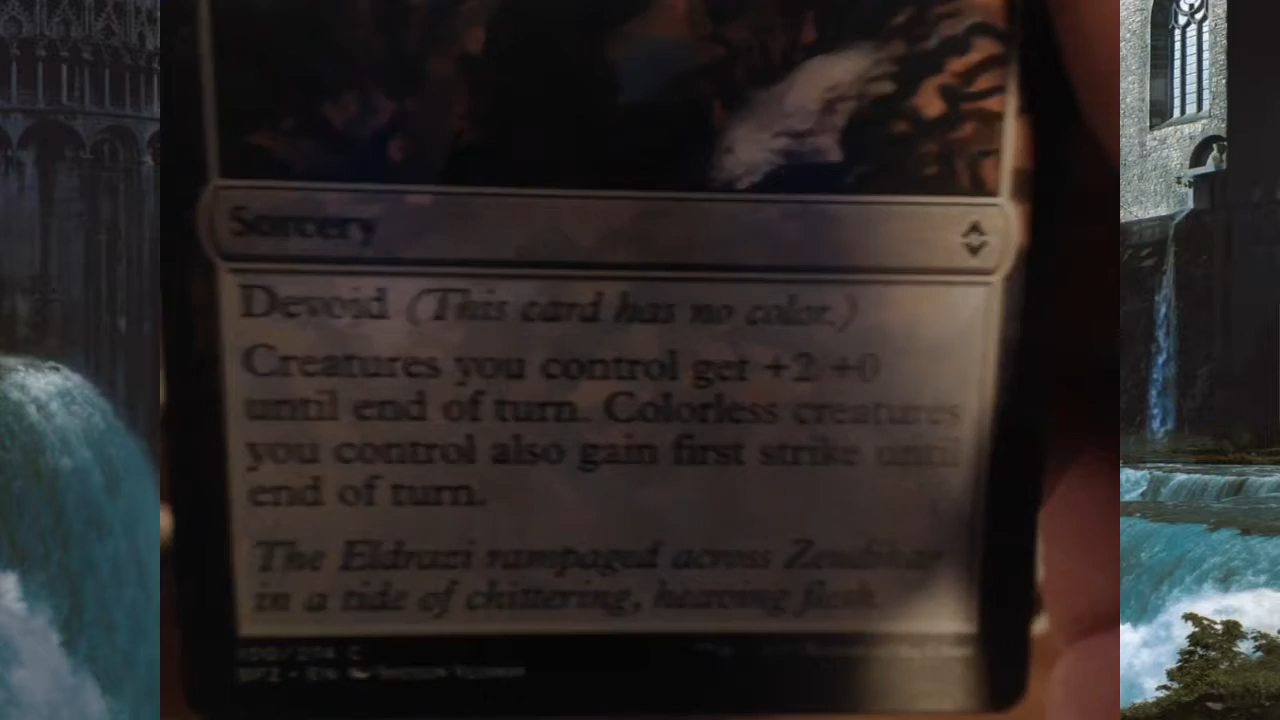 Sorcery
Devoid (This card has no color.)
Creatures you control get +2/+0
until end of turn. Colorless creatures
you control also gain first strike until
end of turn.
The Eldrazi rampaged across Zendikar
in a tide of chittering, heaving flesh.